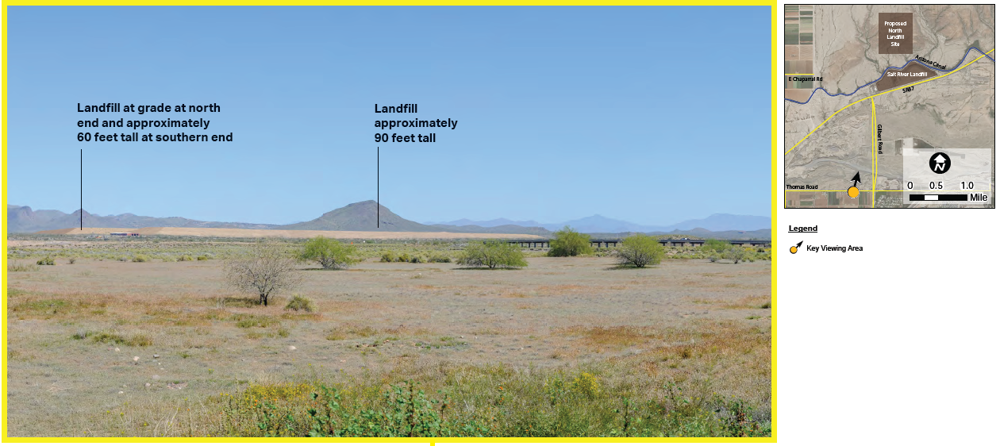 Landfill at grade at north
end and approximately
60 feet tall at southern end
Landfill
approximately
90 feet tall
Proposed
North
Landfill
Site
Arizona Canal
E Chaparral Rd
Salt River Landfill
SR87
Gilbert Road
N
Thomas Road
0 0.5 1.0
Mile
Legend
Key Viewing Area